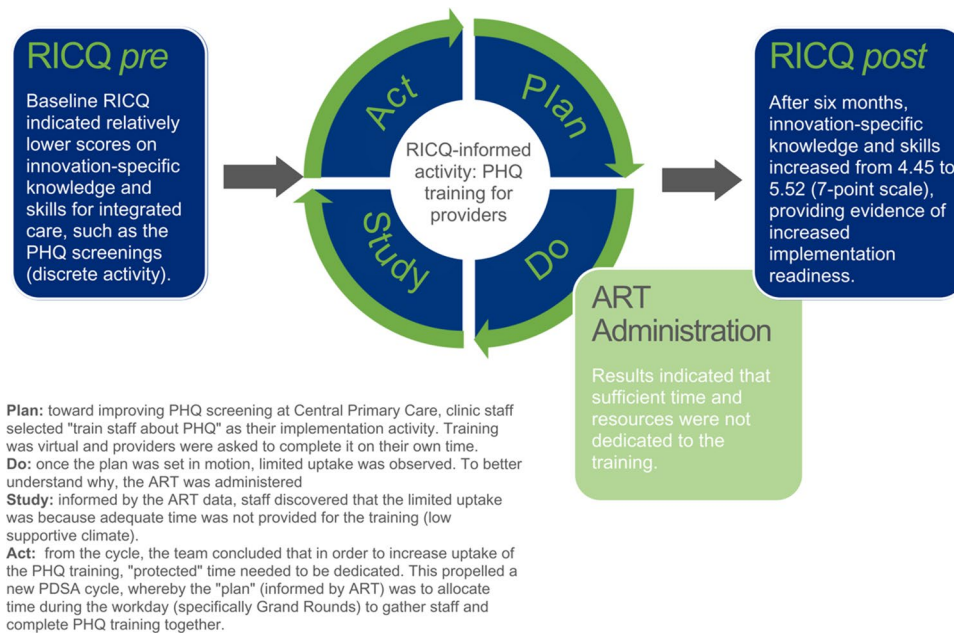 RICQ pre
Baseline RICQ
indicated relatively
lower scores on
innovation-specific
knowledge and
skills for integrated
care, such as the
PHQ screenings
(discrete activity).
Act
Plan
Study
Do
RICQ-informed
activity: PHQ
training for
providers
RICQ post
After six months,
innovation-specific
knowledge and skills
increased from 4.45 to
5.52 (7-point scale),
providing evidence of
increased
implementation
readiness.
ART
Administration
Results indicated that
sufficient time and
resources were not
dedicated to the
training.
Plan: toward improving PHQ screening at Central Primary Care, clinic staff
selected "train staff about PHQ" as their implementation activity. Training
was virtual and providers were asked to complete it on their own time.
Do: once the plan was set in motion, limited uptake was observed. To better
understand why, the ART was administered
Study: informed by the ART data, staff discovered that the limited uptake
was because adequate time was not provided for the training (low
supportive climate).
Act: from the cycle, the team concluded that in order to increase uptake of
the PHQ training, "protected" time needed to be dedicated. This propelled a
new PDSA cycle, whereby the "plan" (informed by ART) was to allocate
time during the workday (specifically Grand Rounds) to gather staff and
complete PHQ training together.